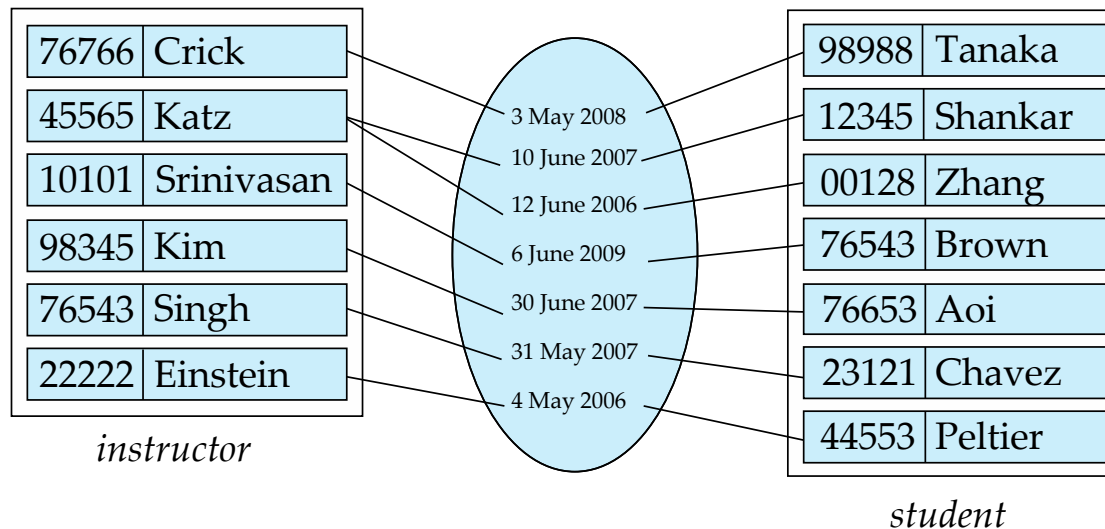 76766 Crick
45565 Katz
10101 Srinivasan
98345 Kim
76543 Singh
22222 Einstein
instructor
3 May 2008
10 June 2007
12 June 2006
6 June 2009
30 June 2007
31 May 2007
4 May 2006
98988 Tanaka
12345 Shankar
00128 Zhang
76543 Brown
76653 Aoi
23121 Chavez
44553 Peltier
student